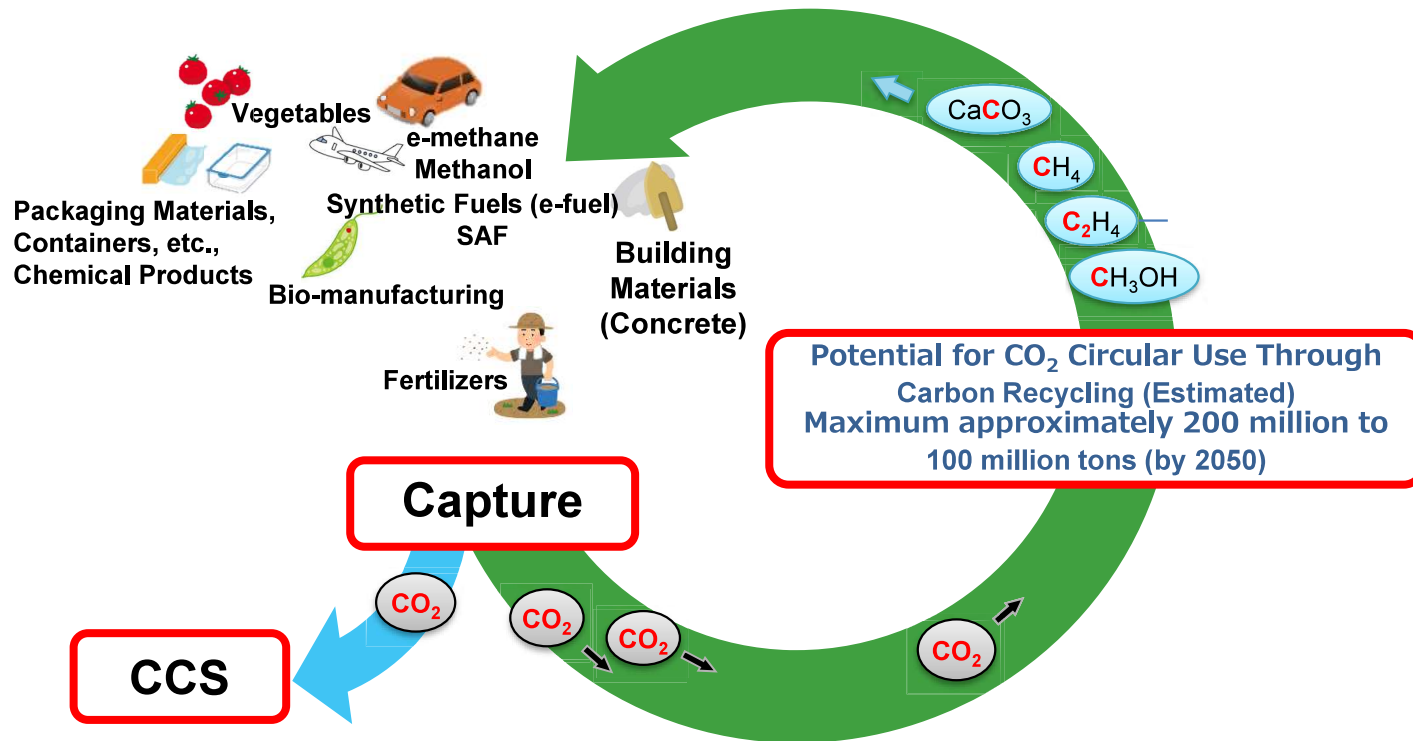 Vegetables
e-methane
Methanol
Synthetic Fuels (e-fuel)
SAF
Packaging Materials,
Containers, etc.,
Chemical Products
Bio-manufacturing
Building
Materials
(Concrete)
Fertilizers
CaCO₃
CH₄
C₂H₄
CH₃OH
Potential for CO₂ Circular Use Through
Carbon Recycling (Estimated)
Maximum approximately 200 million to
100 million tons (by 2050)
Capture
CO₂
CO₂
CO₂
CO₂
CCS